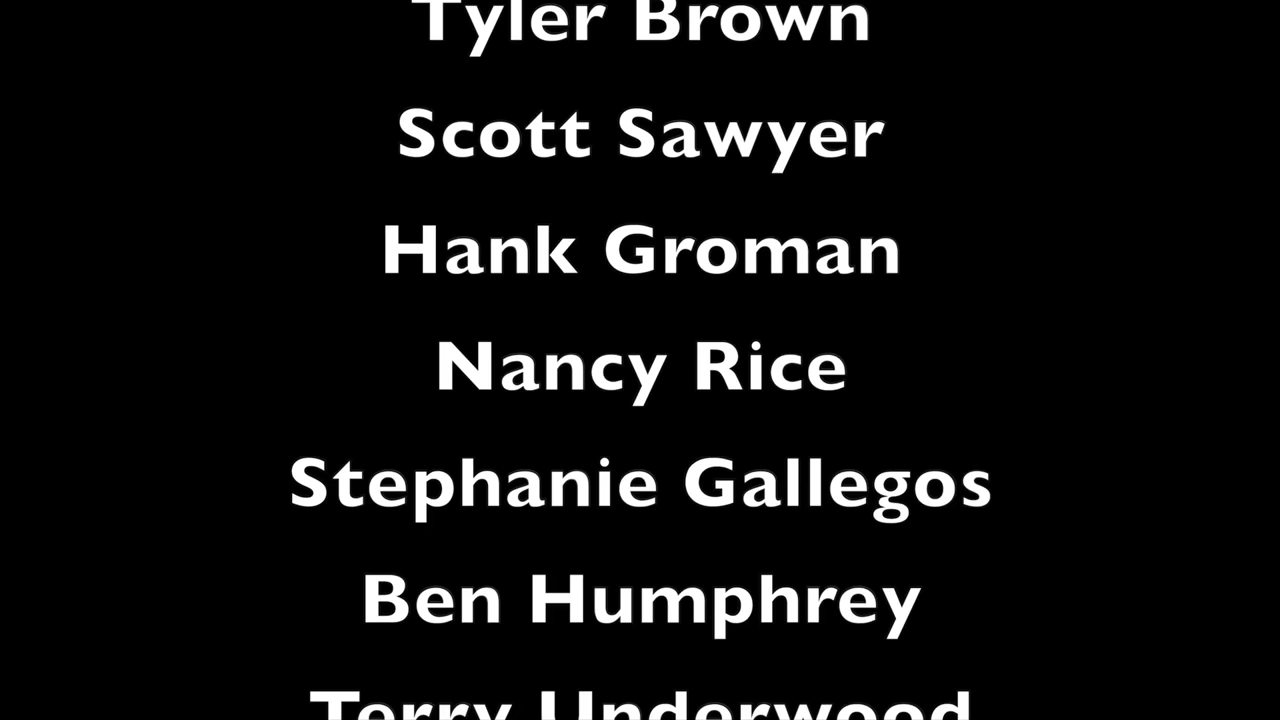 Tyler Brown
Scott Sawyer
Hank Groman
Nancy Rice
Stephanie Gallegos
Ben Humphrey
Terry Underwood